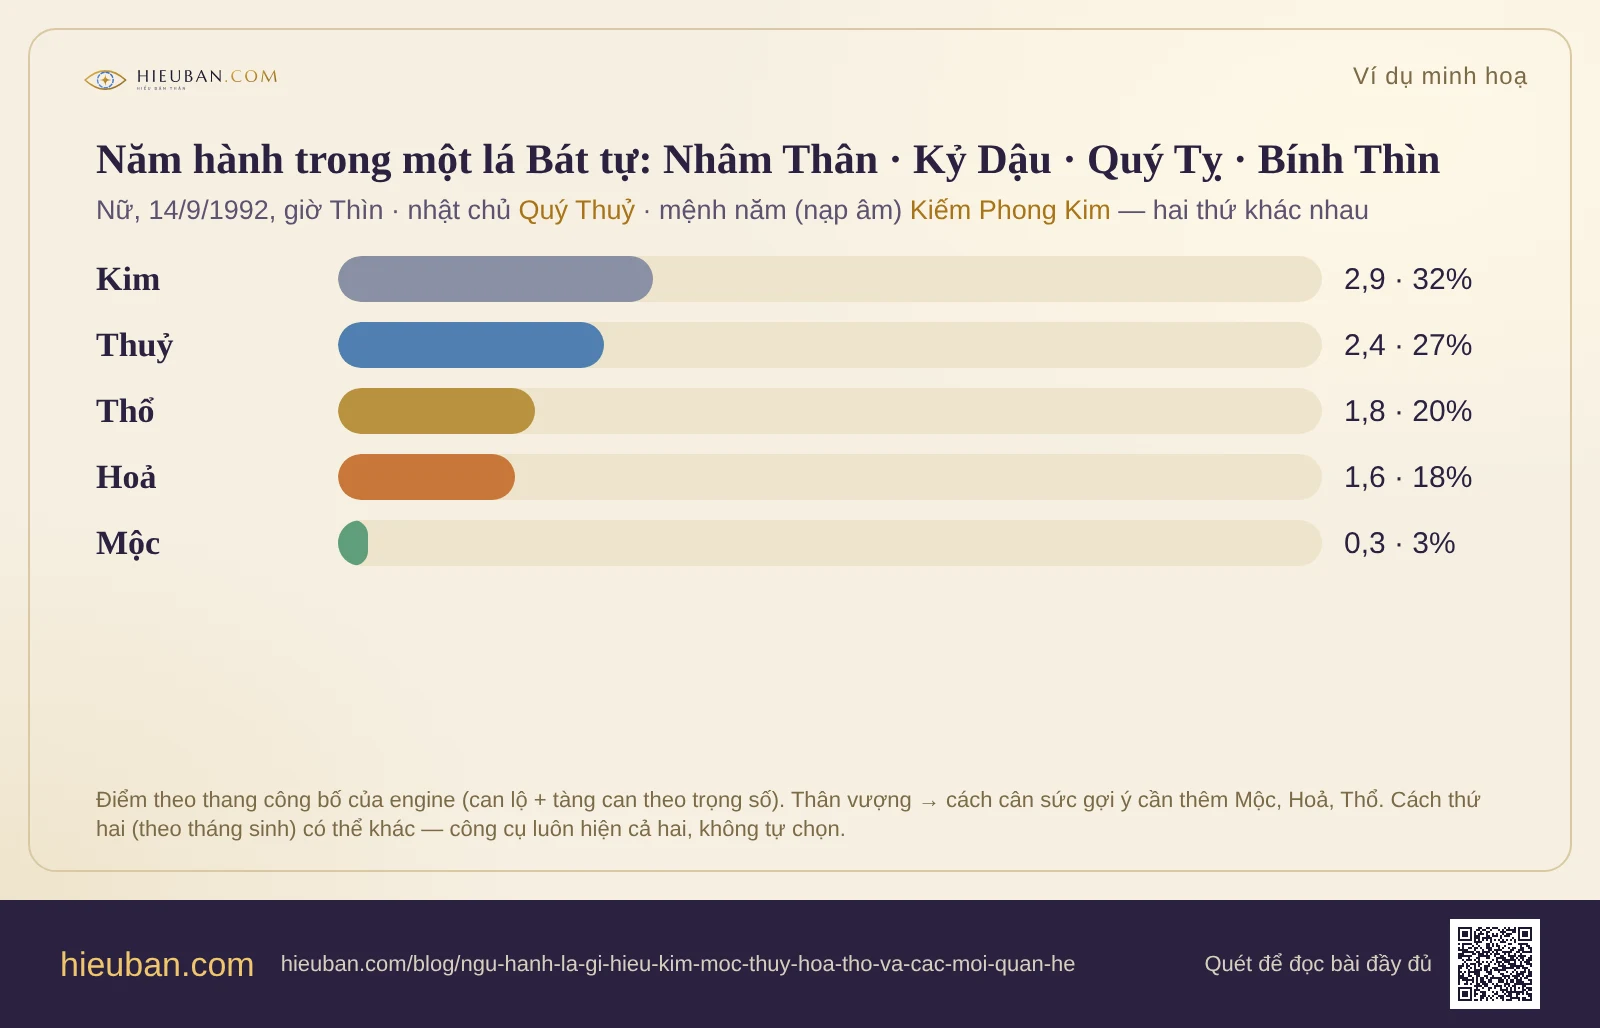 HIEUBAN.COM
HIỂU BẢN THÂN
Ví dụ minh hoạ
Năm hành trong một lá Bát tự: Nhâm Thân · Kỷ Dậu · Quý Tỵ · Bính Thìn
Nữ, 14/9/1992, giờ Thìn · nhật chủ Quý Thuỷ · mệnh năm (nạp âm) Kiếm Phong Kim — hai thứ khác nhau
Kim 2,9 · 32%
Thuỷ 2,4 · 27%
Thổ 1,8 · 20%
Hoả 1,6 · 18%
Mộc 0,3 · 3%
Điểm theo thang công bố của engine (can lộ + tàng can theo trọng số). Thân vượng → cách cân sức gợi ý cần thêm Mộc, Hoả, Thổ. Cách thứ
hai (theo tháng sinh) có thể khác — công cụ luôn hiện cả hai, không tự chọn.
hieuban.com hieuban.com/blog/ngu-hanh-la-gi-hieu-kim-moc-thuy-hoa-tho-va-cac-moi-quan-he Quét để đọc bài đầy đủ